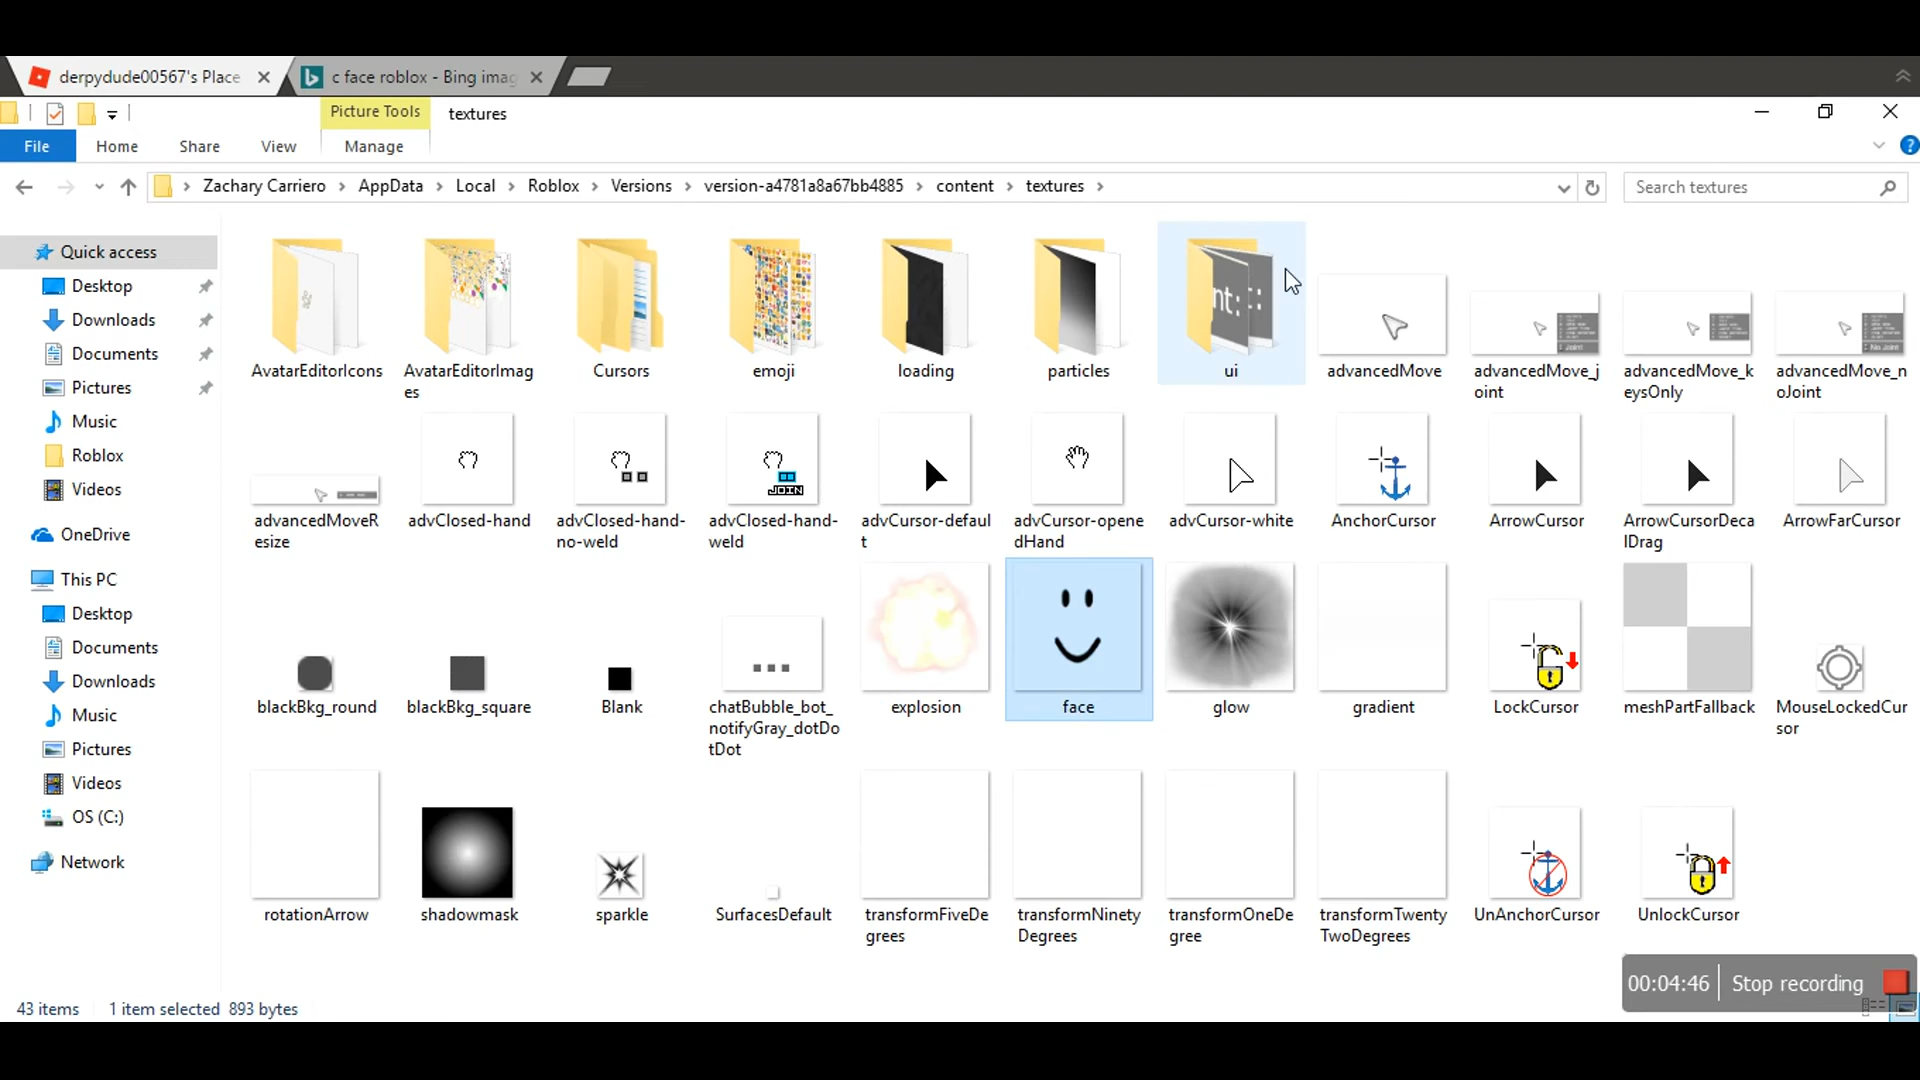 derpydude00567's Place
c face roblox - Bing imag
Picture Tools
textures
File
Home
Share
View
Manage
Zachary Carriero
AppData
Local
Roblox
Versions
version-a4781a8a67bb4885
content
textures
Search textures
Quick access
Desktop
Downloads
Documents
Pictures
Music
Roblox
Videos
OneDrive
This PC
Desktop
Documents
Downloads
Music
Pictures
Videos
OS (C:)
Network
AvatarEditorIcons
AvatarEditorImag
es
Cursors
emoji
loading
particles
ui
advancedMove
advancedMove_j
oint
advancedMove_k
eysOnly
advancedMove_n
oJoint
advancedMoveR
esize
advClosed-hand
advClosed-hand-
no-weld
JOIN
advClosed-hand-
weld
advCursor-defaul
t
advCursor-opene
dHand
advCursor-white
AnchorCursor
ArrowCursor
ArrowCursorDeca
lDrag
ArrowFarCursor
blackBkg_round
blackBkg_square
Blank
chatBubble_bot_
notifyGray_dotDo
tDot
explosion
face
glow
gradient
LockCursor
meshPartFallback
MouseLockedCur
sor
rotationArrow
shadowmask
sparkle
SurfacesDefault
transformFiveDe
grees
transformNinety
Degrees
transformOneDe
gree
transformTwenty
TwoDegrees
UnAnchorCursor
UnlockCursor
00:04:46
Stop recording
43 items
1 item selected 893 bytes